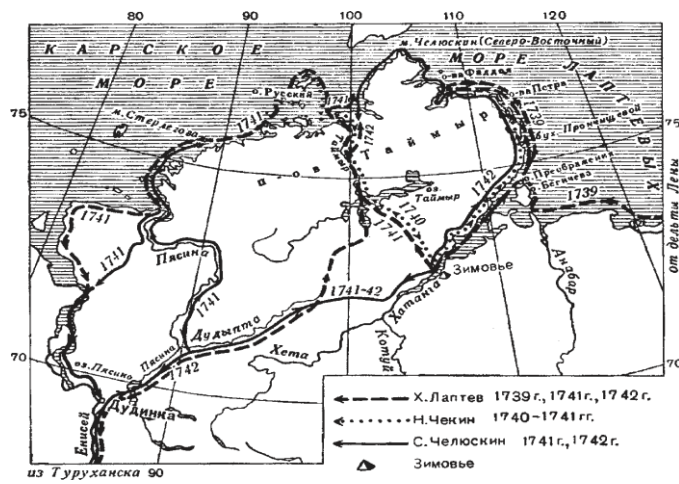 80
90
100
110
120
КАРСКОЕ
МОРЕ
м. Челюскин (Северо-Восточный)
МОРЕ
ЛАПТЕВЫХ
о-ва Фаддея
о-ва Петра
о. Русский
1741
1741
1742
1739
75
м. Стерлегова
Таймыр
п-ов
Таймыр
бух. Прончищевой
75
Преображения
Бегичева
оз.
Таймыр
1742
1739
1740
1741
1741
1741
Пясина
1741
1741-42
Зимовье
Хатанга
Анабар
от дельты Лены
Дудыпта
Хета
Котуй
70
оз. Пясино
Пясина
1742
70
Дудинка
Енисей
Х.Лаптев 1739 г., 1741 г., 1742 г.
Н.Чекин 1740-1741 гг.
С.Челюскин 1741 г., 1742 г.
Зимовье
из Туруханска 90